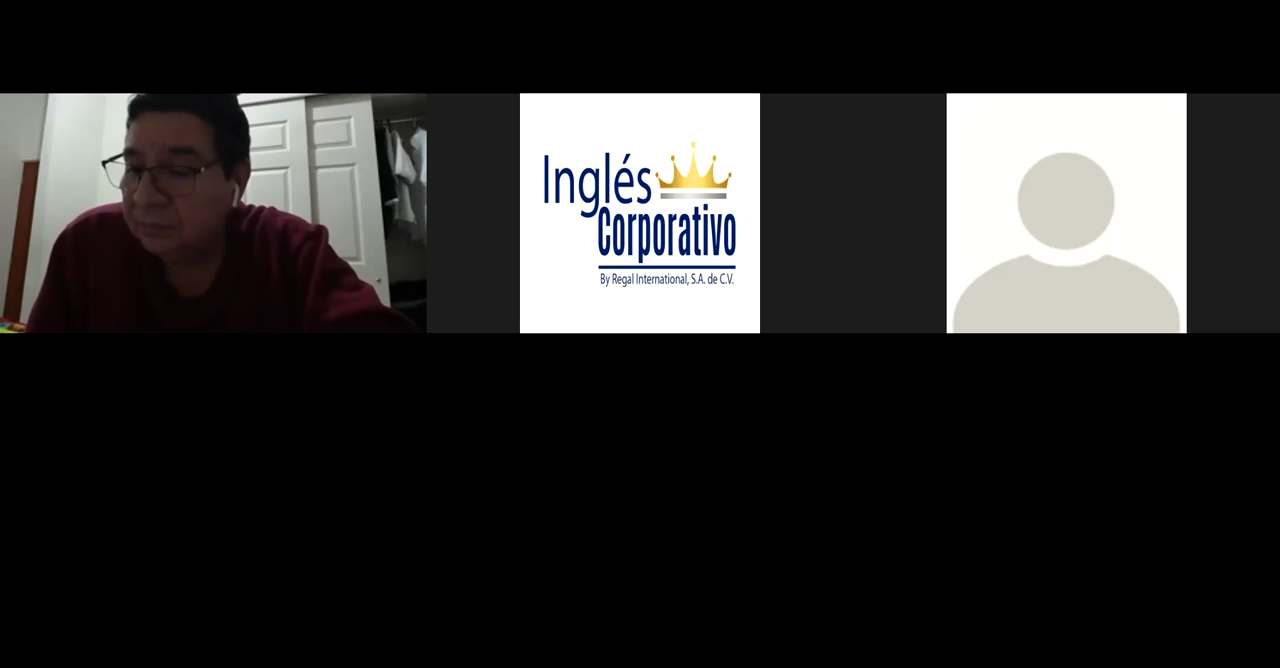 Inglés
Corporativo
By Regal International, S.A. de C.V.